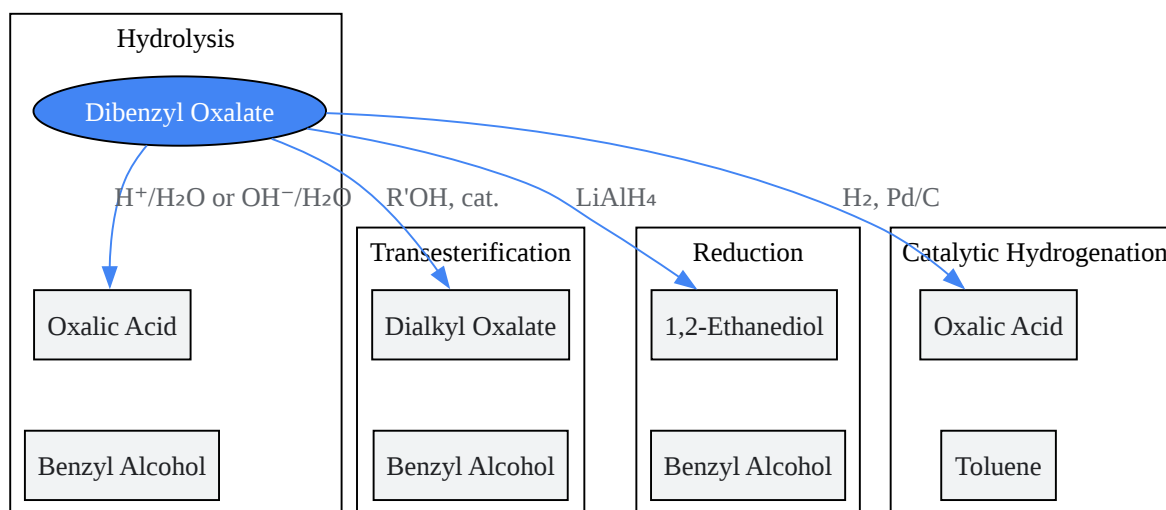 Hydrolysis
Dibenzyl Oxalate
H⁺/H₂O or OH⁻/H₂O
R'OH, cat.
LiAlH₄
H₂, Pd/C
Transesterification
Reduction
Catalytic Hydrogenation
Oxalic Acid
Dialkyl Oxalate
1,2-Ethanediol
Oxalic Acid
Benzyl Alcohol
Benzyl Alcohol
Benzyl Alcohol
Toluene